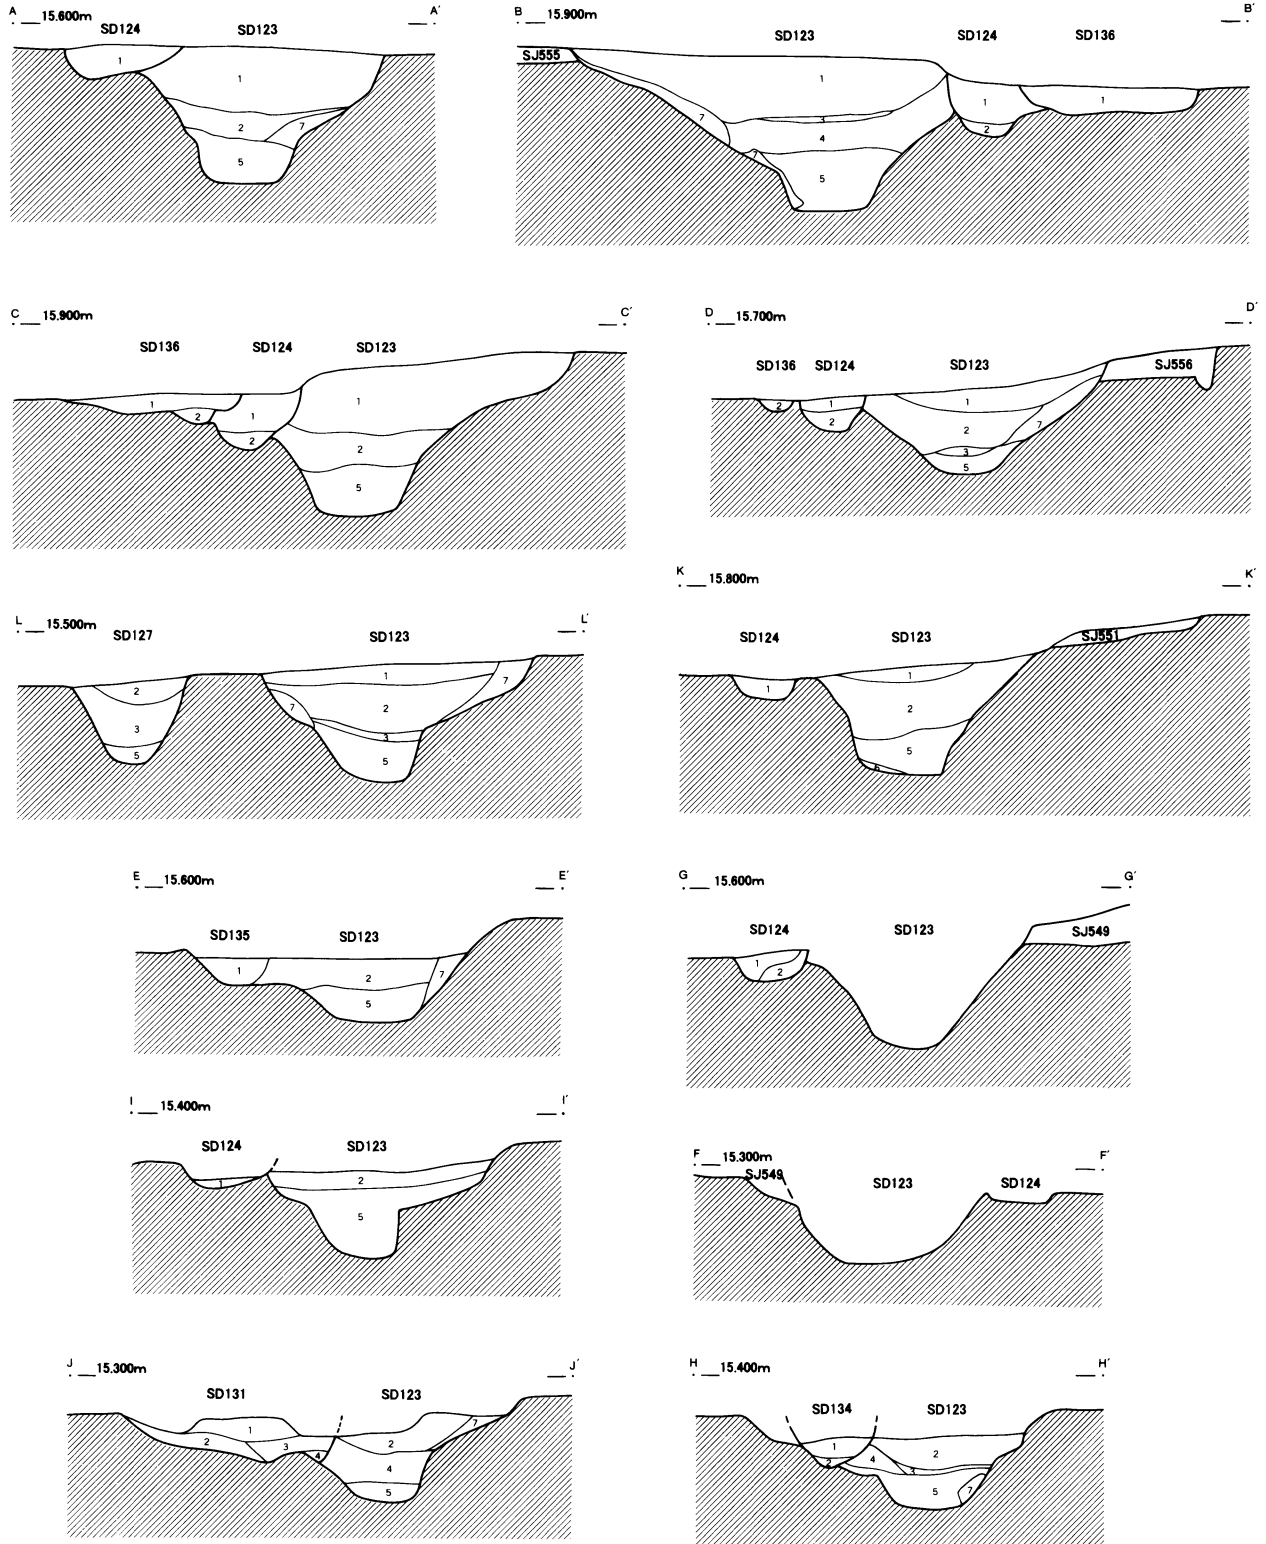 A 15.600m A´
SD124 SD123
1 1 2 7 5
B 15.900m B´
SD123 SD124 SD136
SJ555
1 1 1 7 3 4 2 7 5
C 15.900m C´
SD136 SD124 SD123
1 2 1 1 2 2 5
D 15.700m D´
SD136 SD124 SD123 SJ556
2 1 1 2 2 7 3 5
L 15.500m L´
SD127 SD123
2 1 7 7 2 3 3 5 5
K 15.800m K´
SD124 SD123 SJ551
1 1 2 5 6
E 15.600m E´
SD135 SD123
1 2 7 5
G 15.600m G´
SD124 SD123 SJ549
1 2
I 15.400m I´
SD124 SD123
1 2 5
F 15.300m F´
SJ549 SD123 SD124
J 15.300m J´
SD131 SD123
1 7 2 3 2 4 4 5
H 15.400m H´
SD134 SD123
1 2 2 4 3 5 7